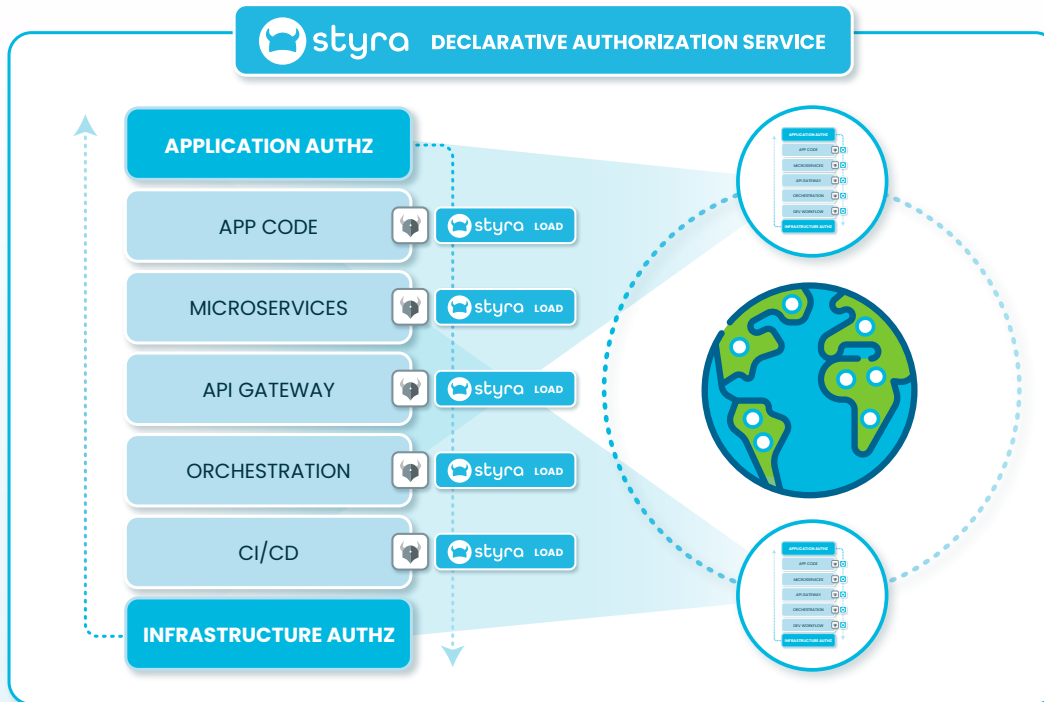 styra DECLARATIVE AUTHORIZATION SERVICE
APPLICATION AUTHZ
APP CODE
styra LOAD
MICROSERVICES
styra LOAD
API GATEWAY
styra LOAD
ORCHESTRATION
styra LOAD
CI/CD
styra LOAD
INFRASTRUCTURE AUTHZ
APPLICATION AUTHZ
APP CODE
MICROSERVICES
API GATEWAY
ORCHESTRATION
DEV WORKFLOW
INFRASTRUCTURE AUTHZ
APPLICATION AUTHZ
APP CODE
MICROSERVICES
API GATEWAY
ORCHESTRATION
DEV WORKFLOW
INFRASTRUCTURE AUTHZ